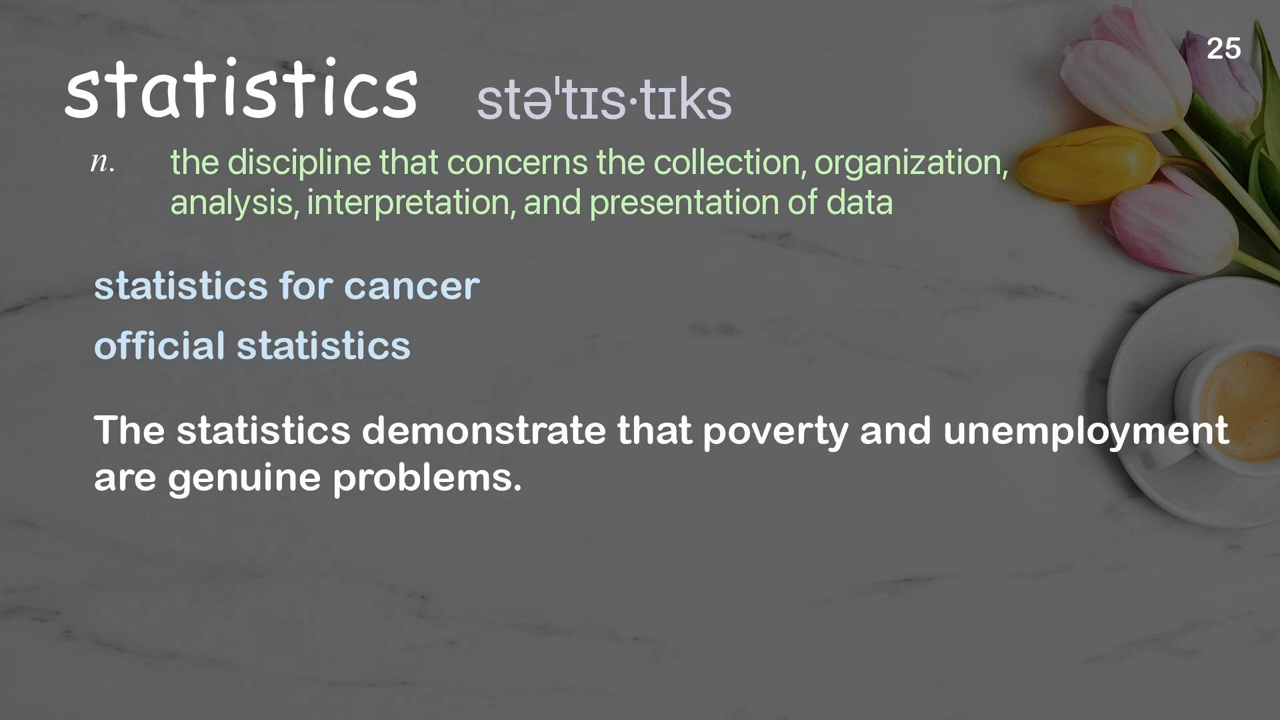 25
statistics stəˈtɪs·tɪks
n. the discipline that concerns the collection, organization,
analysis, interpretation, and presentation of data
statistics for cancer
official statistics
The statistics demonstrate that poverty and unemployment
are genuine problems.